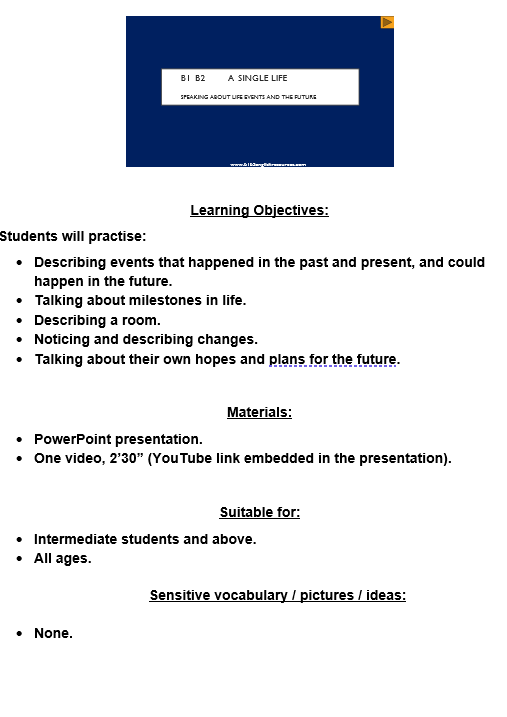 B1 B2 A SINGLE LIFE
SPEAKING ABOUT LIFE EVENTS AND THE FUTURE
Learning Objectives:
Students will practise:
• Describing events that happened in the past and present, and could
happen in the future.
• Talking about milestones in life.
• Describing a room.
• Noticing and describing changes.
• Talking about their own hopes and plans for the future.
Materials:
• PowerPoint presentation.
• One video, 2’30” (YouTube link embedded in the presentation).
Suitable for:
• Intermediate students and above.
• All ages.
Sensitive vocabulary / pictures / ideas:
• None.